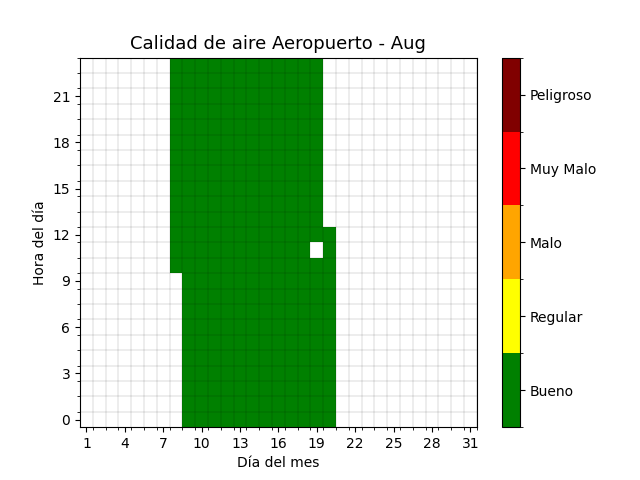 Calidad de aire Aeropuerto - Aug
Hora del día
21
18
15
12
9
6
3
0
1 4 7 10 13 16 19 22 25 28 31
Día del mes
Peligroso
Muy Malo
Malo
Regular
Bueno